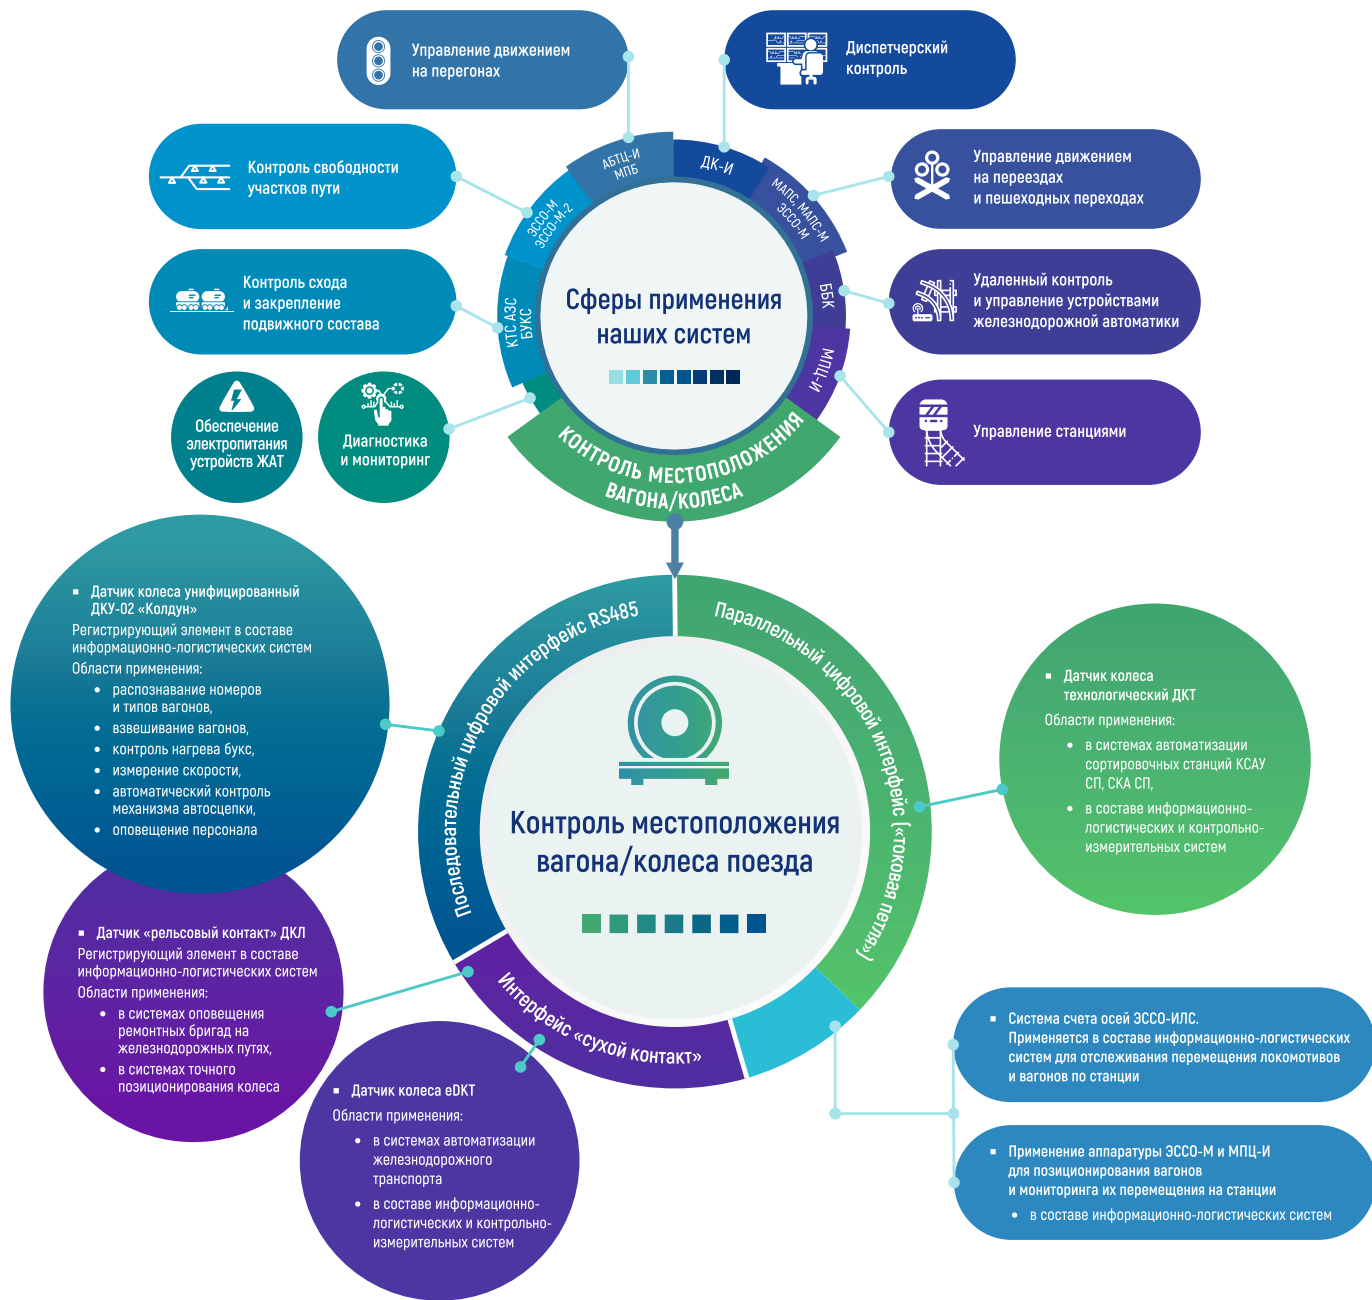 Управление движением
на перегонах
Диспетчерский
контроль
Контроль свободности
участков пути
Управление движением
на переездах
и пешеходных переходах
Контроль схода
и закрепление
подвижного состава
Удаленный контроль
и управление устройствами
железнодорожной автоматики
Обеспечение
электропитания
устройств ЖАТ
Диагностика
и мониторинг
Управление станциями
АБТЦ-И
МПБ
ДК-И
МАПС, МАПС-М
ЭССО-М
ЭССО-М
ЭССО-М-2
ББК
КТС АЗС
БУКС
МПЦ-И
Сферы применения
наших систем
КОНТРОЛЬ МЕСТОПОЛОЖЕНИЯ
ВАГОНА/КОЛЕСА
Последовательный цифровой интерфейс RS485
Параллельный цифровой интерфейс («токовая петля»)
Интерфейс «сухой контакт»
Контроль местоположения
вагона/колеса поезда
▪ Датчик колеса унифицированный
ДКУ-02 «Колдун»
Регистрирующий элемент в составе
информационно-логистических систем
Области применения:
• распознавание номеров
и типов вагонов,
• взвешивание вагонов,
• контроль нагрева букс,
• измерение скорости,
• автоматический контроль
механизма автосцепки,
• оповещение персонала
▪ Датчик колеса
технологический ДКТ
Области применения:
• в системах автоматизации
сортировочных станций КСАУ
СП, СКА СП,
• в составе информационно-
логистических и контрольно-
измерительных систем
▪ Датчик «рельсовый контакт» ДКЛ
Регистрирующий элемент в составе
информационно-логистических систем
Области применения:
• в системах оповещения
ремонтных бригад на
железнодорожных путях,
• в системах точного
позиционирования колеса
▪ Датчик колеса eDKT
Области применения:
• в системах автоматизации
железнодорожного
транспорта
• в составе информационно-
логистических и контрольно-
измерительных систем
▪ Система счета осей ЭССО-ИЛС.
Применяется в составе информационно-логистических
систем для отслеживания перемещения локомотивов
и вагонов по станции
▪ Применение аппаратуры ЭССО-М и МПЦ-И
для позиционирования вагонов
и мониторинга их перемещения на станции
• в составе информационно-логистических систем